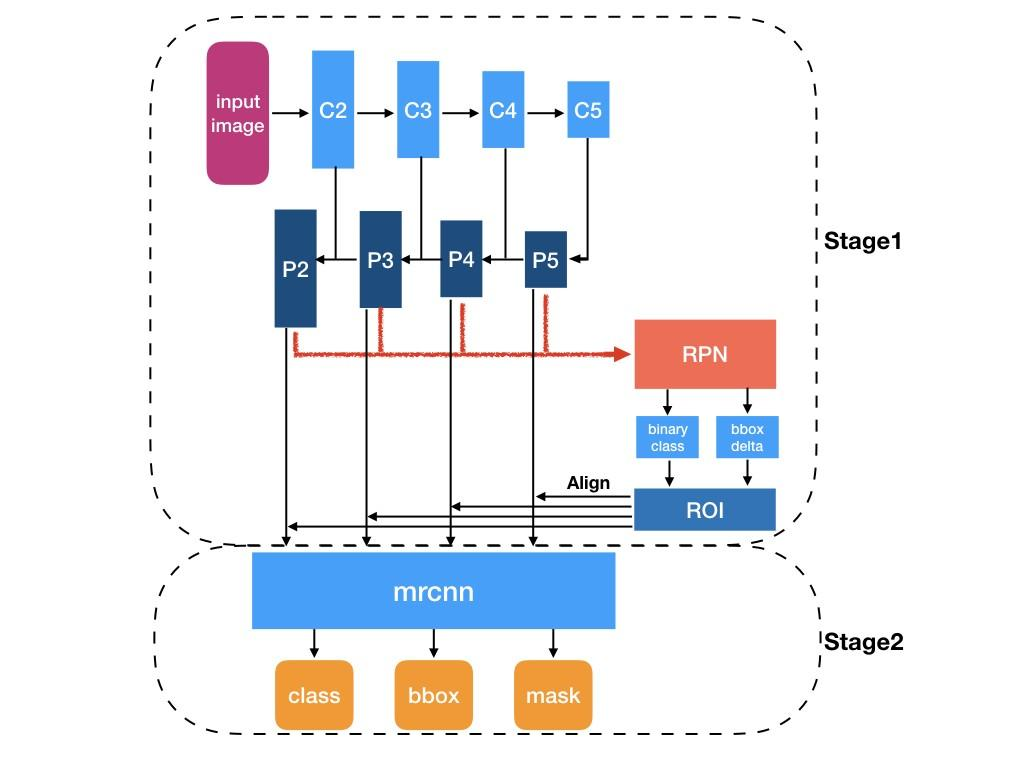 input
image
C2
C3
C4
C5
P2
P3
P4
P5
Stage1
RPN
binary
class
bbox
delta
Align
ROI
mrcnn
Stage2
class
bbox
mask